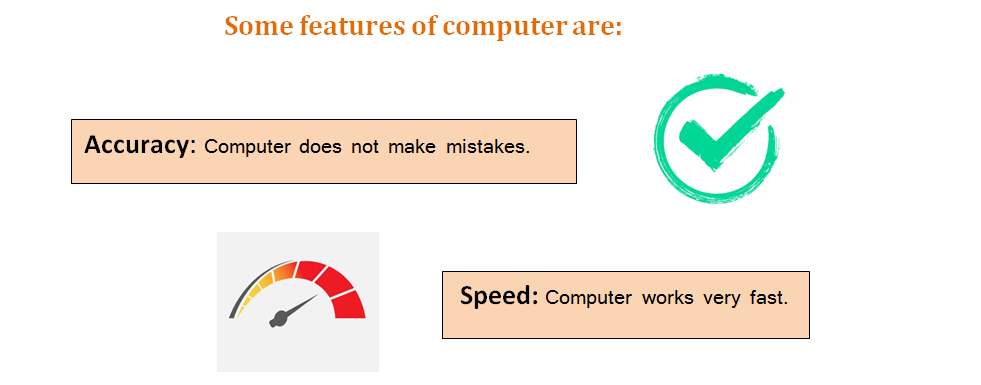 Some features of computer are:
Accuracy: Computer does not make mistakes.
Speed: Computer works very fast.